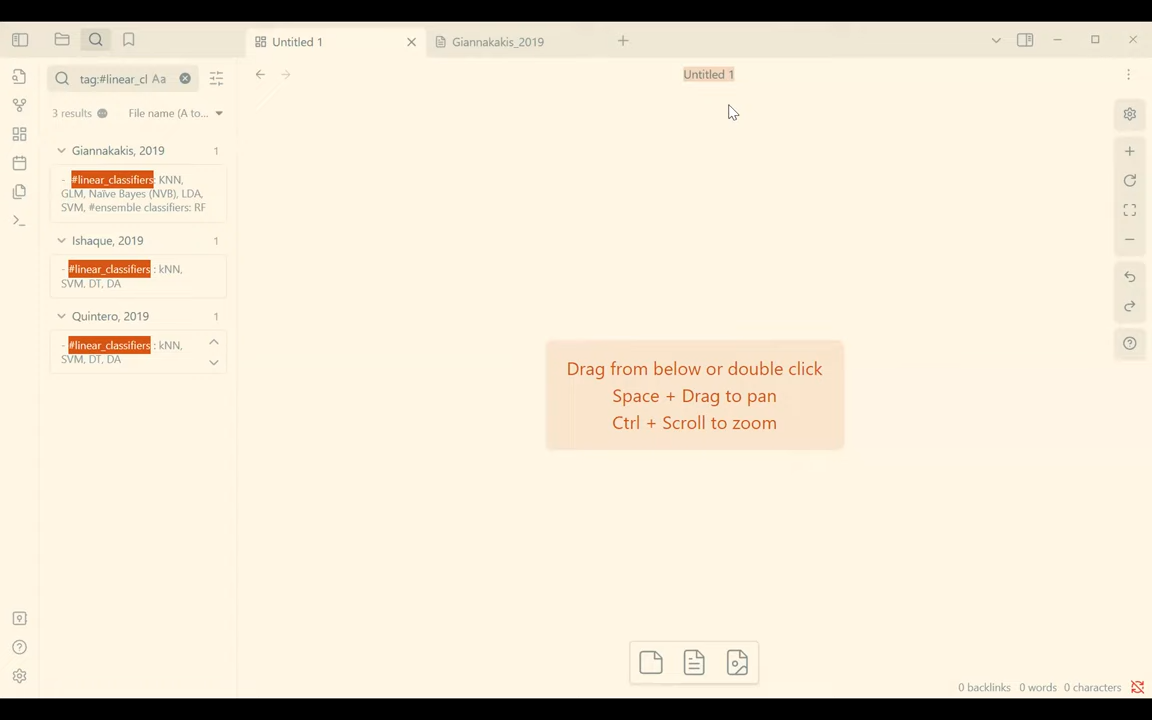 Untitled 1
Giannakakis_2019
tag:#linear_cl Aa
Untitled 1
3 results
File name (A to...
Giannakakis, 2019
1
- #linear_classifiers: KNN,
GLM, Naïve Bayes (NVB), LDA,
SVM, #ensemble classifiers: RF
Ishaque, 2019
1
- #linear_classifiers : kNN,
SVM, DT, DA
Quintero, 2019
1
- #linear_classifiers : kNN,
SVM, DT, DA
Drag from below or double click
Space + Drag to pan
Ctrl + Scroll to zoom
0 backlinks 0 words 0 characters